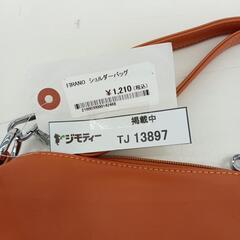 FIRANO ショルダーバッグ
¥1,210(税込)
掲載中
ジモティー TJ 13897